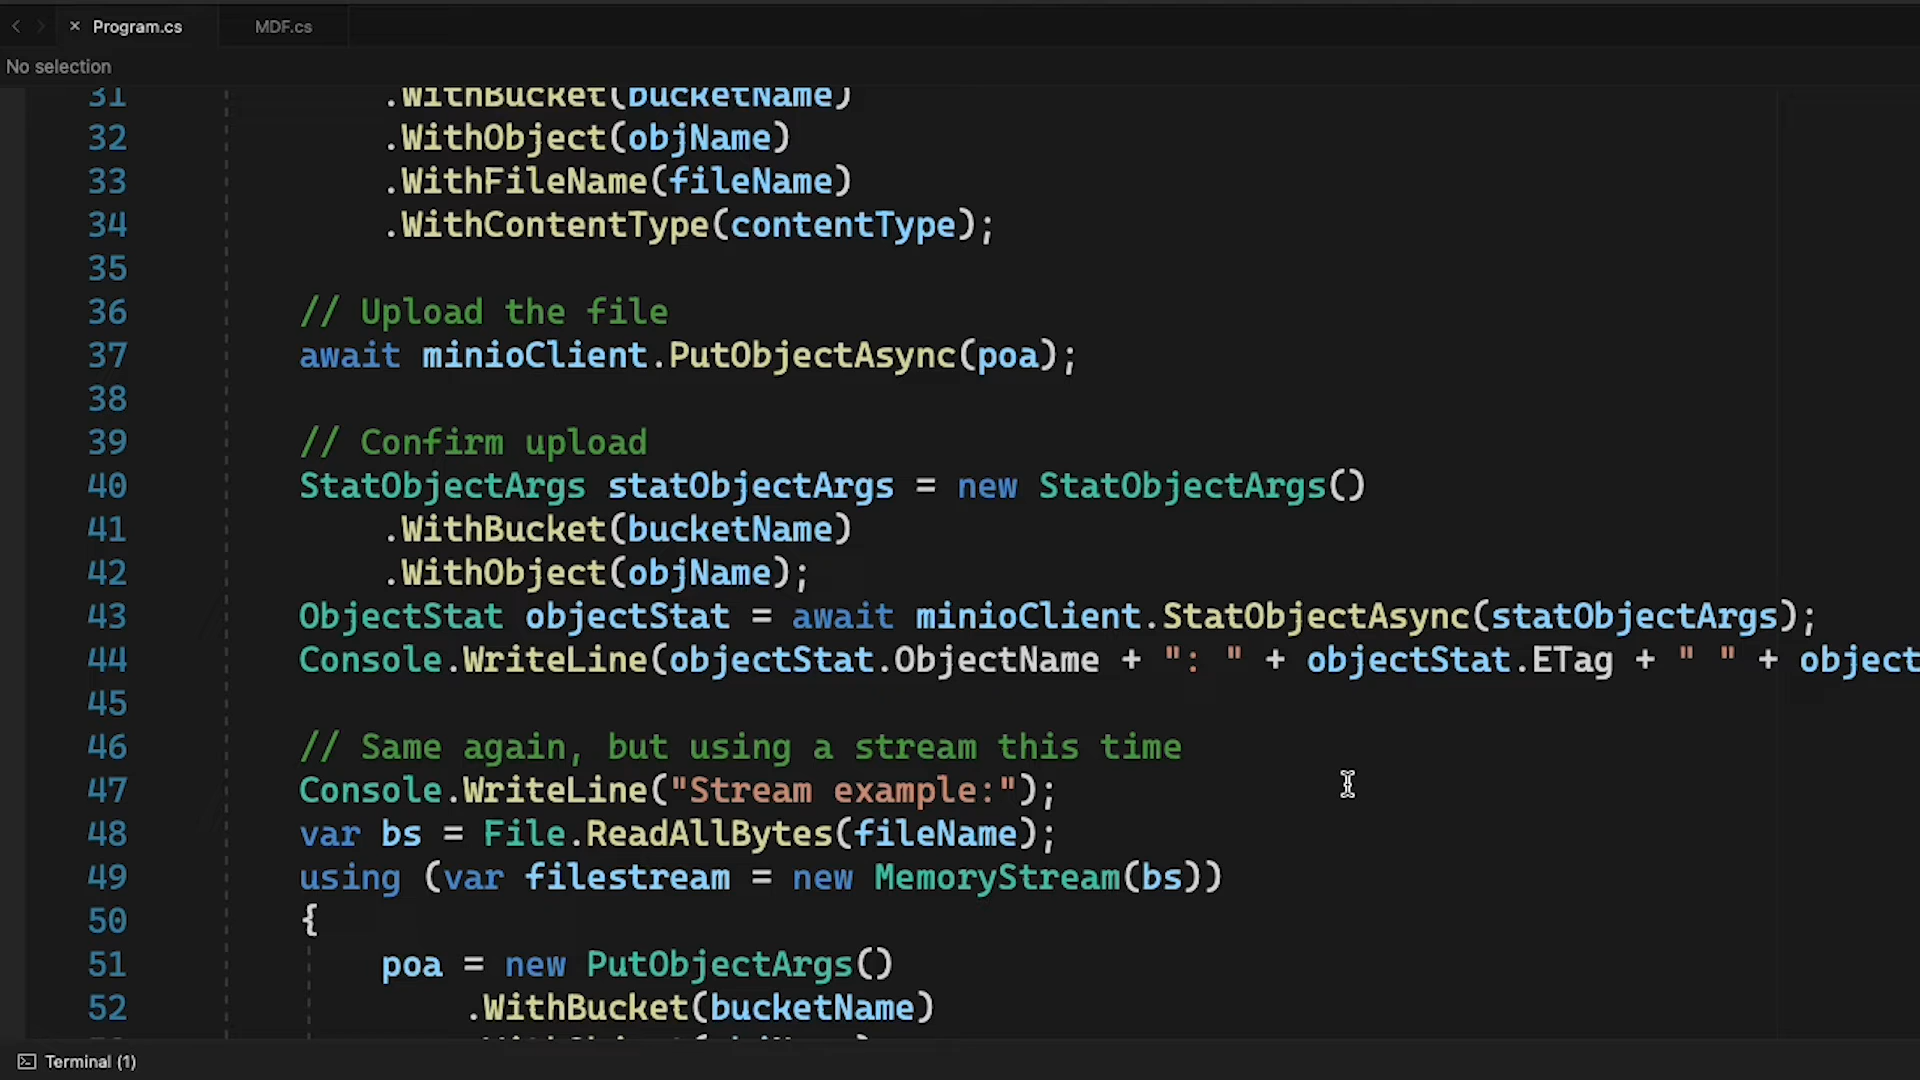 Program.cs
MDF.cs
No selection
31 .WithBucket(bucketName)
32 .WithObject(objName)
33 .WithFileName(fileName)
34 .WithContentType(contentType);
35
36 // Upload the file
37 await minioClient.PutObjectAsync(poa);
38
39 // Confirm upload
40 StatObjectArgs statObjectArgs = new StatObjectArgs()
41 .WithBucket(bucketName)
42 .WithObject(objName);
43 ObjectStat objectStat = await minioClient.StatObjectAsync(statObjectArgs);
44 Console.WriteLine(objectStat.ObjectName + ": " + objectStat.ETag + " " + object
45
46 // Same again, but using a stream this time
47 Console.WriteLine("Stream example:");
48 var bs = File.ReadAllBytes(fileName);
49 using (var filestream = new MemoryStream(bs))
50 {
51 poa = new PutObjectArgs()
52 .WithBucket(bucketName)
Terminal (1)